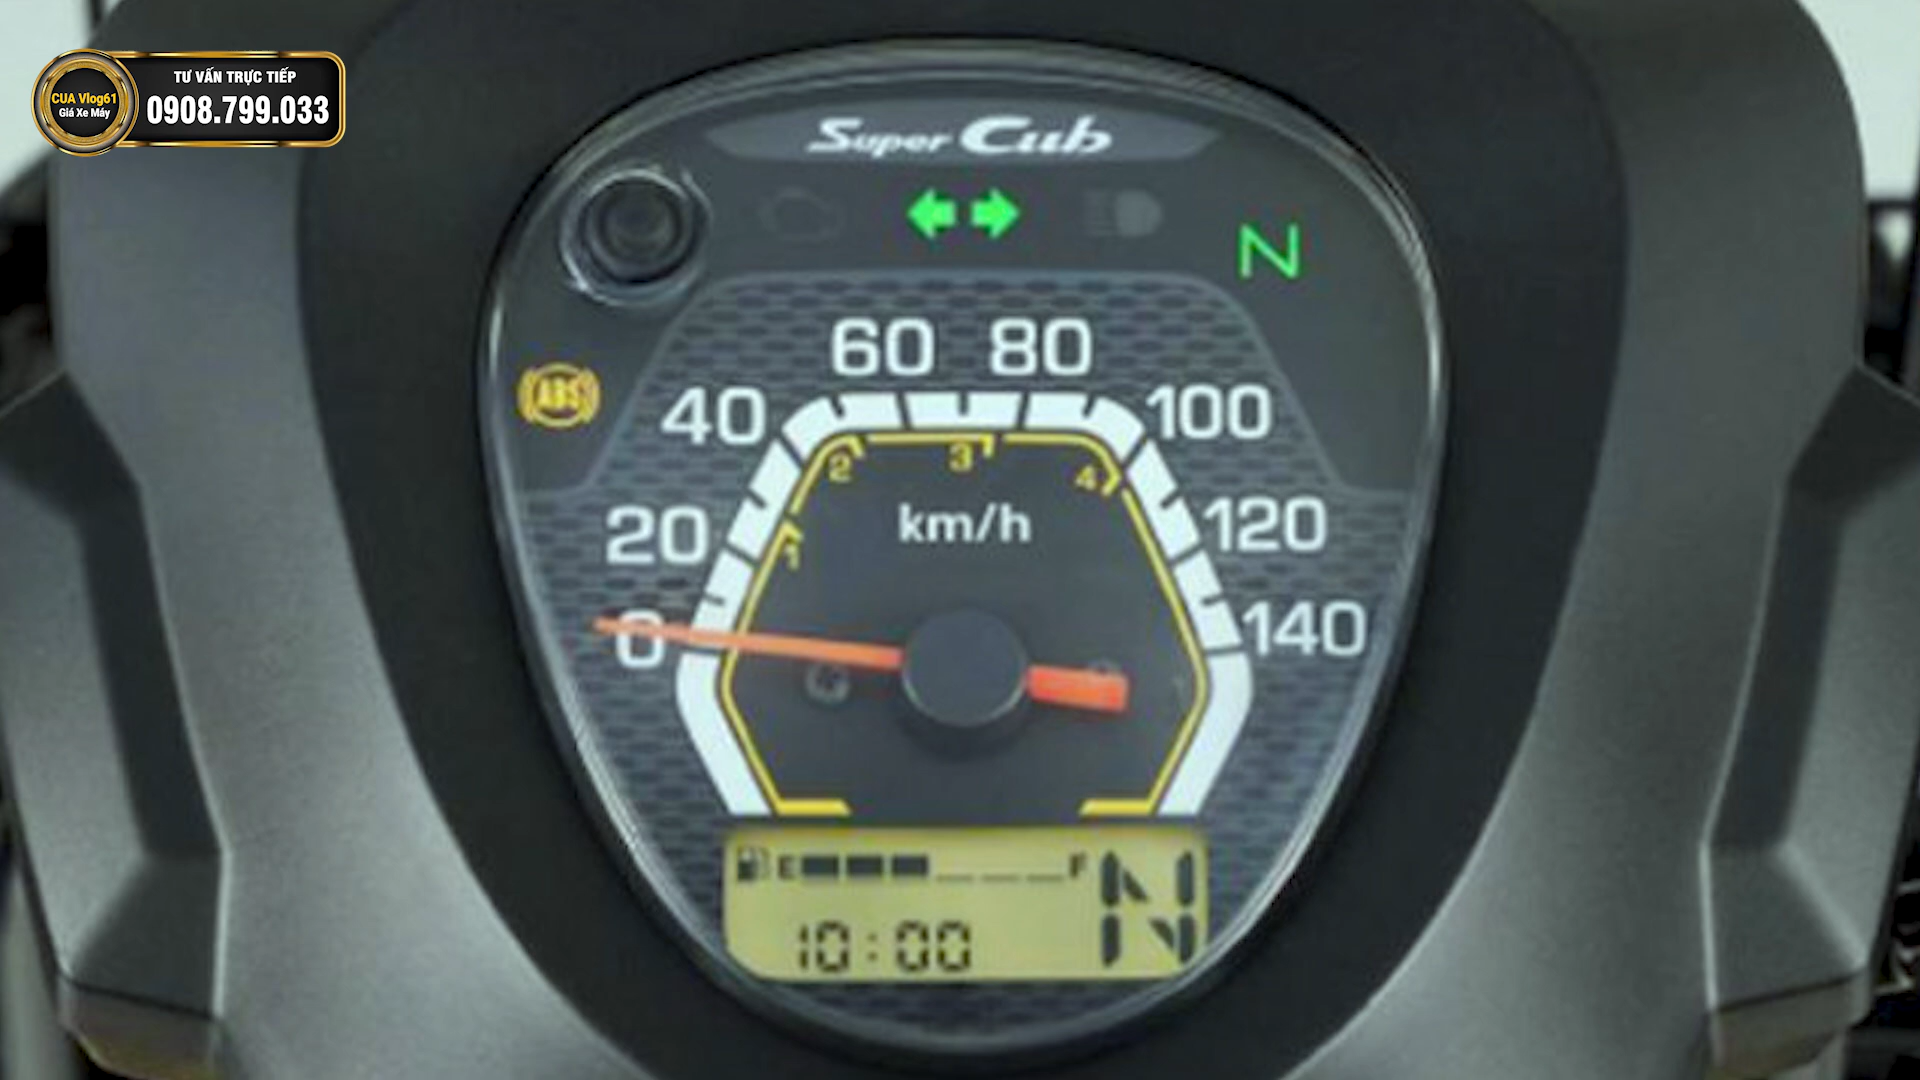 TƯ VẤN TRỰC TIẾP
CUA Vlog61
Giá Xe Máy
0908.799.033
Super Cub
N
ABS
60 80
40 100
2 3 4
km/h
20 120
1
0 140
E F
N
10:00